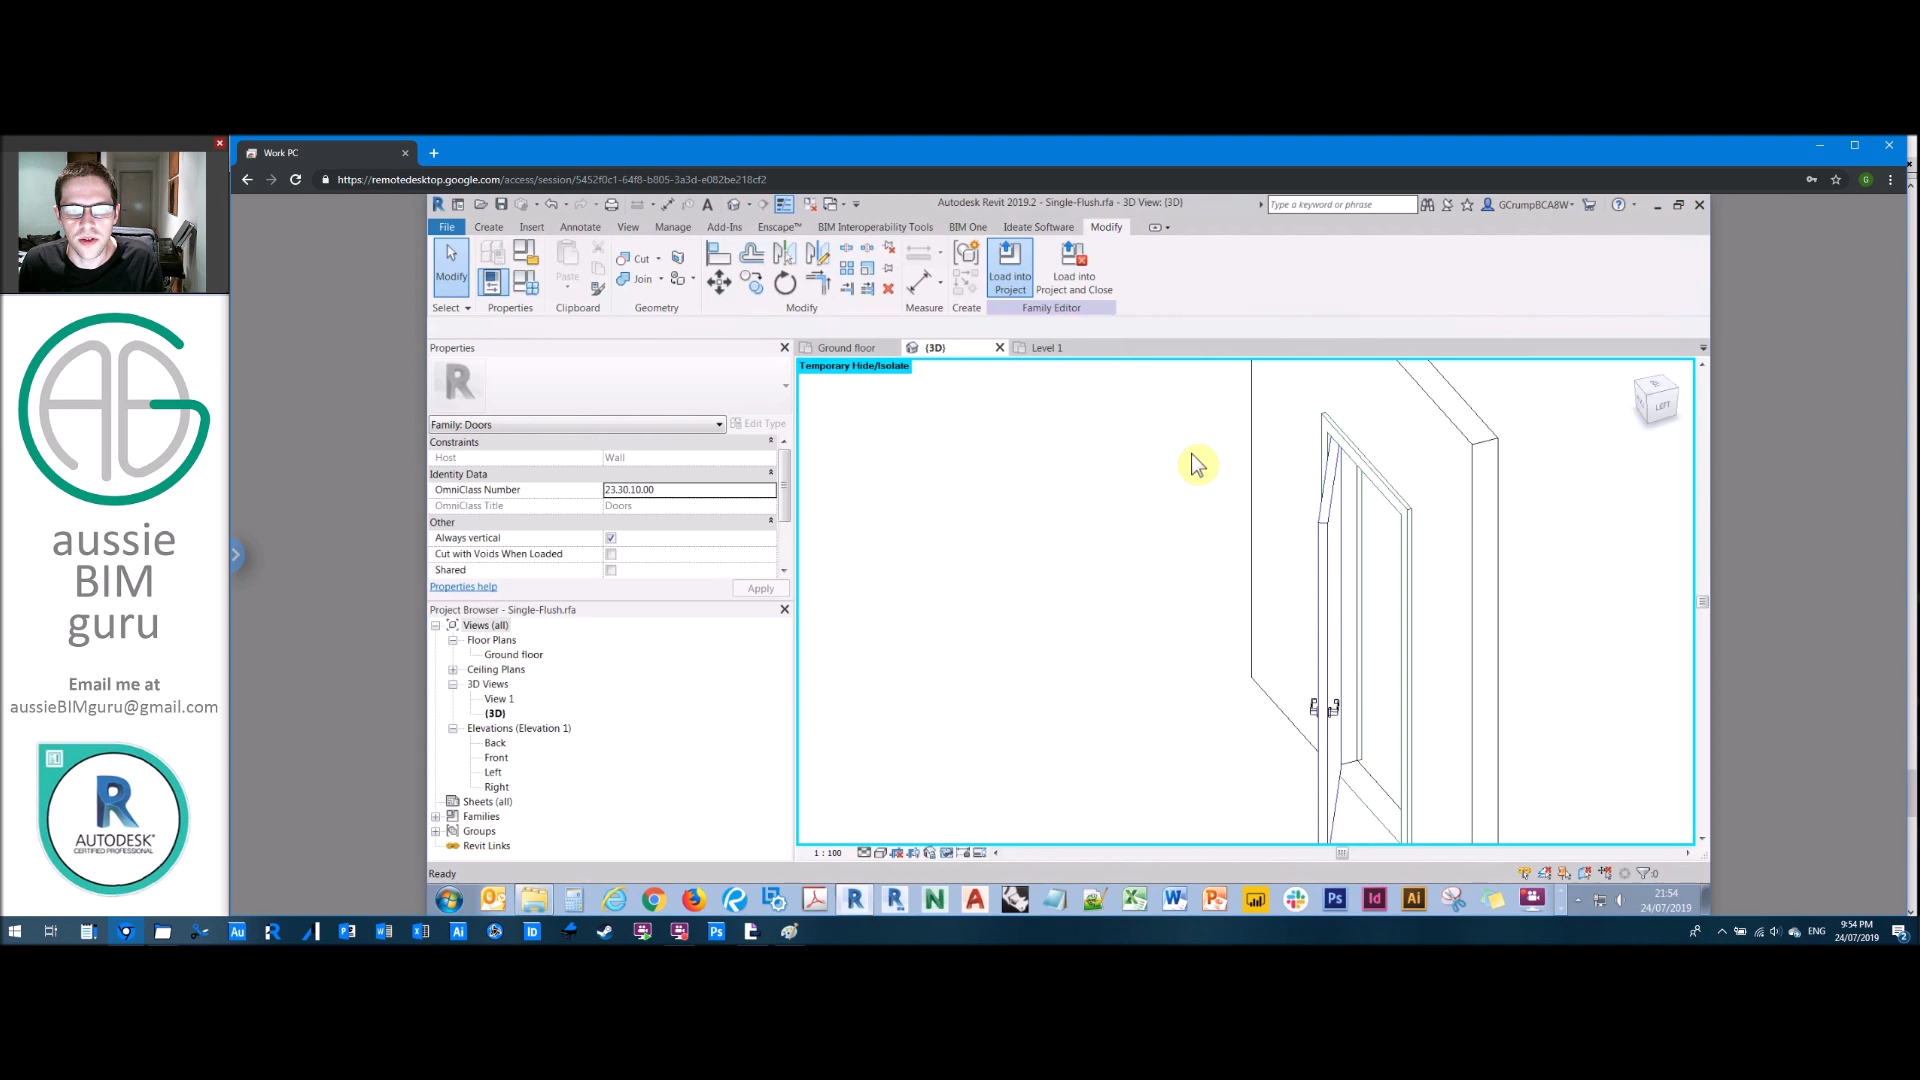 Work PC
https://remotedesktop.google.com/access/session/5452f0c1-64f8-b805-3a3d-e082be218cf2
Autodesk Revit 2019.2 - Single-Flush.rfa - 3D View: {3D}
Type a keyword or phrase
GCrumpBCA8W
File
Create
Insert
Annotate
View
Manage
Add-Ins
Enscape™
BIM Interoperability Tools
BIM One
Ideate Software
Modify
Modify
Paste
Cut
Join
Load into
Project
Load into
Project and Close
Select
Properties
Clipboard
Geometry
Modify
Measure
Create
Family Editor
Properties
Ground floor
{3D}
Level 1
Temporary Hide/Isolate
LEFT
Family: Doors
Edit Type
Constraints
Host Wall
Identity Data
OmniClass Number 23.30.10.00
OmniClass Title Doors
Other
Always vertical
Cut with Voids When Loaded
Shared
Properties help
Apply
Project Browser - Single-Flush.rfa
Views (all)
Floor Plans
Ground floor
Ceiling Plans
3D Views
View 1
{3D}
Elevations (Elevation 1)
Back
Front
Left
Right
Sheets (all)
Families
Groups
Revit Links
1 : 100
Ready
:0
21:54
24/07/2019
ENG
9:54 PM
24/07/2019
aussie
BIM
guru
Email me at
aussieBIMguru@gmail.com
R
AUTODESK
CERTIFIED PROFESSIONAL